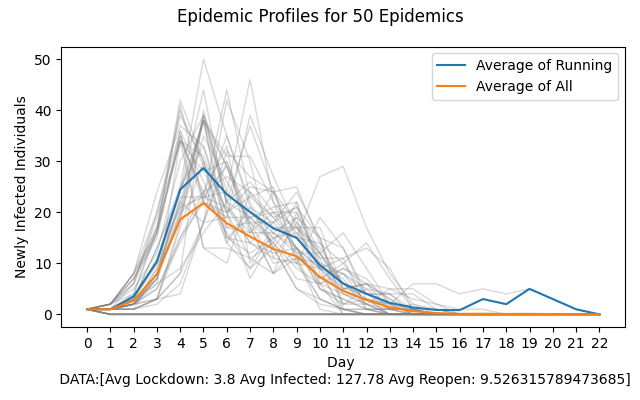 Epidemic Profiles for 50 Epidemics
50
40
30
20
10
0
Newly Infected Individuals
Average of Running
Average of All
0 1 2 3 4 5 6 7 8 9 10 11 12 13 14 15 16 17 18 19 20 21 22
Day
DATA:[Avg Lockdown: 3.8 Avg Infected: 127.78 Avg Reopen: 9.526315789473685]